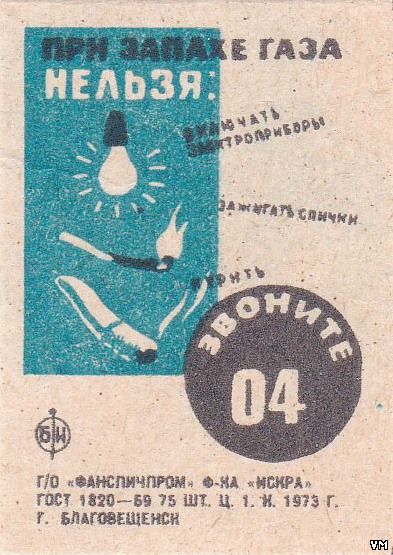 ПРИ ЗАПАХЕ ГАЗА
НЕЛЬЗЯ:
ВКЛЮЧАТЬ
ЭЛЕКТРОПРИБОРЫ
ЗАЖИГАТЬ СПИЧКИ
КУРИТЬ
ЗВОНИТЕ
04
БИ
Г/О «ФАНСПИЧПРОМ» Ф-КА «ИСКРА»
ГОСТ 1820—69 75 ШТ. Ц. 1. К. 1973 Г.
Г. БЛАГОВЕЩЕНСК
VM